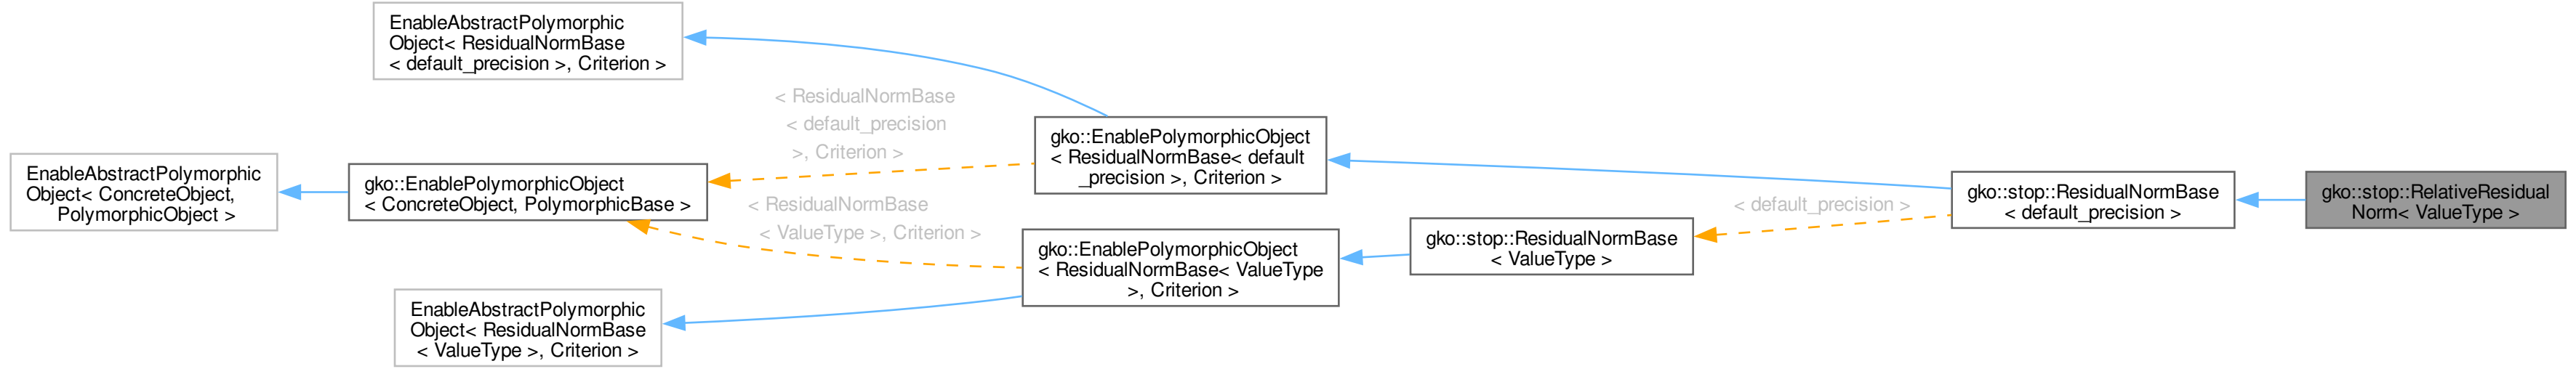 EnableAbstractPolymorphic
Object< ResidualNormBase
< default_precision >, Criterion >
< ResidualNormBase
< default_precision
>, Criterion >
gko::EnablePolymorphicObject
< ResidualNormBase< default
_precision >, Criterion >
EnableAbstractPolymorphic
Object< ConcreteObject,
PolymorphicObject >
gko::EnablePolymorphicObject
< ConcreteObject, PolymorphicBase >
< ResidualNormBase
< ValueType >, Criterion >
gko::EnablePolymorphicObject
< ResidualNormBase< ValueType
>, Criterion >
gko::stop::ResidualNormBase
< ValueType >
< default_precision >
gko::stop::ResidualNormBase
< default_precision >
gko::stop::RelativeResidual
Norm< ValueType >
EnableAbstractPolymorphic
Object< ResidualNormBase
< ValueType >, Criterion >